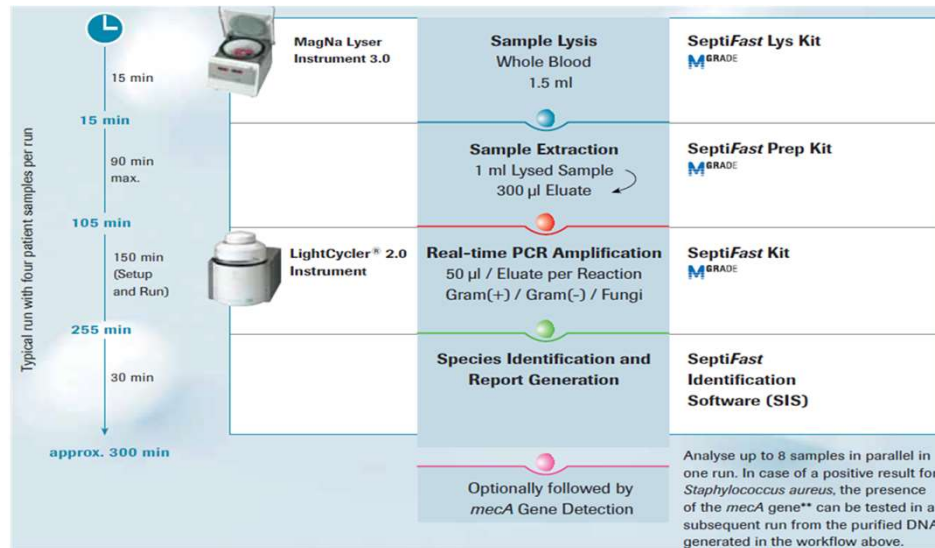 Typical run with four patient samples per run
15 min
15 min
90 min
max.
105 min
150 min
(Setup
and Run)
255 min
30 min
approx. 300 min
MagNa Lyser
Instrument 3.0
Sample Lysis
Whole Blood
1.5 ml
SeptiFast Lys Kit
MGRADE
Sample Extraction
1 ml Lysed Sample
300 µl Eluate
SeptiFast Prep Kit
MGRADE
LightCycler® 2.0
Instrument
Real-time PCR Amplification
50 µl / Eluate per Reaction
Gram(+) / Gram(-) / Fungi
SeptiFast Kit
MGRADE
Species Identification and
Report Generation
SeptiFast
Identification
Software (SIS)
Optionally followed by
mecA Gene Detection
Analyse up to 8 samples in parallel in
one run. In case of a positive result for
Staphylococcus aureus, the presence
of the mecA gene** can be tested in a
subsequent run from the purified DNA
generated in the workflow above.